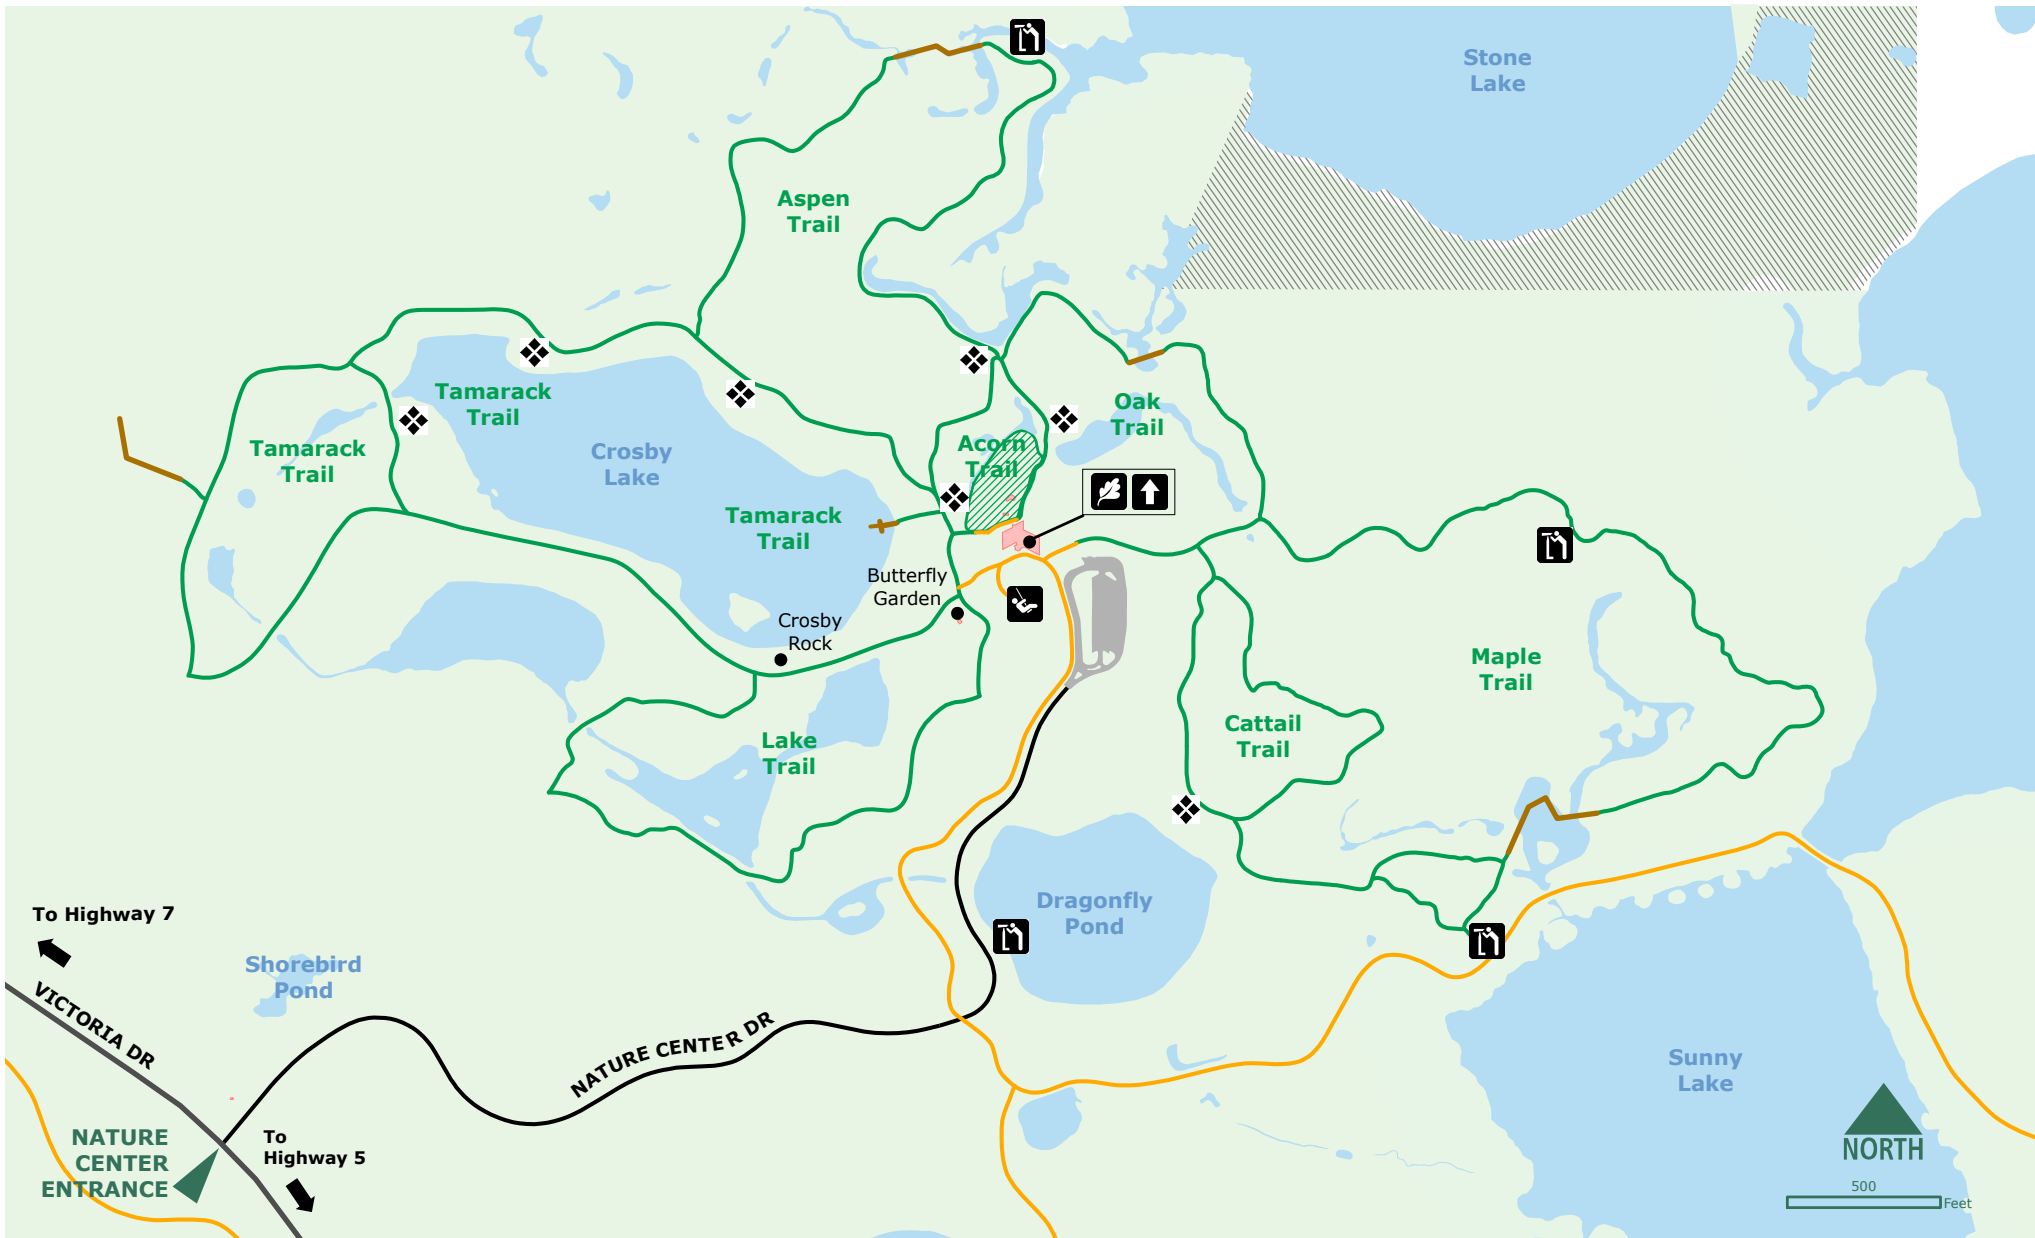 Stone
Lake
Aspen
Trail
Tamarack
Trail
Oak
Trail
Tamarack
Trail
Crosby
Lake
Acorn
Trail
Tamarack
Trail
Butterfly
Garden
Crosby
Rock
Maple
Trail
Cattail
Trail
Lake
Trail
Dragonfly
Pond
To Highway 7
Shorebird
Pond
VICTORIA DR
NATURE CENTER DR
Sunny
Lake
NATURE
CENTER
ENTRANCE
To
Highway 5
NORTH
500
Feet